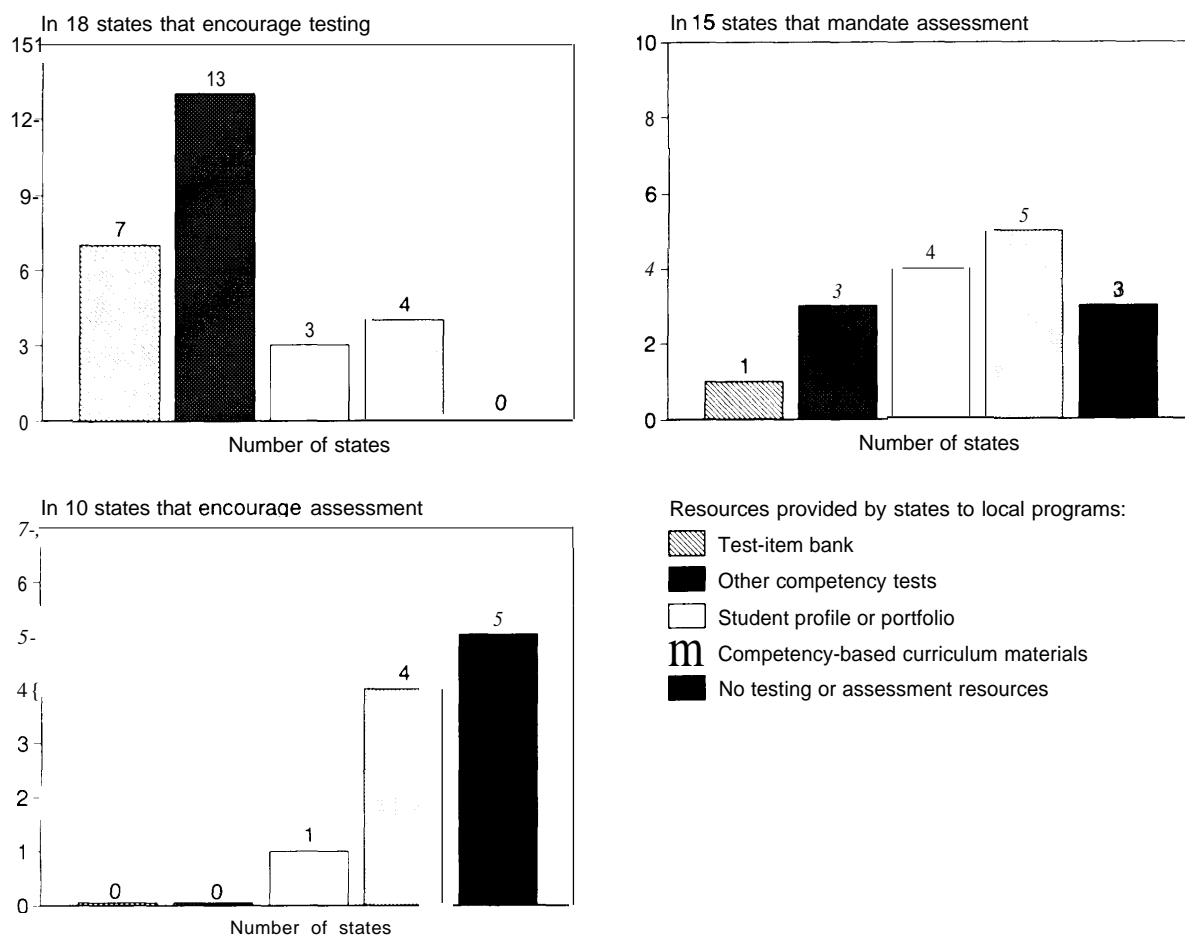 In 18 states that encourage testing
151
12-
9-
6
3
0
7
13
3
4
0
Number of states
In 15 states that mandate assessment
10
8
6
4
2
0
1
3
4
5
3
Number of states
In 10 states that encourage assessment
7-,
6
5-
4{
3
2-
1
0
0
0
1
4
5
Number of states
Resources provided by states to local programs:
Test-item bank
Other competency tests
Student profile or portfolio
m Competency-based curriculum materials
No testing or assessment resources